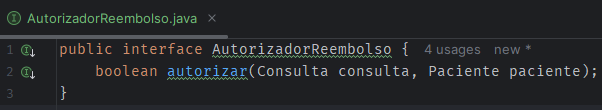 AutorizadorReembolso.java ×
1 public interface AutorizadorReembolso { 4 usages new *
2 boolean autorizar(Consulta consulta, Paciente paciente);
3 }